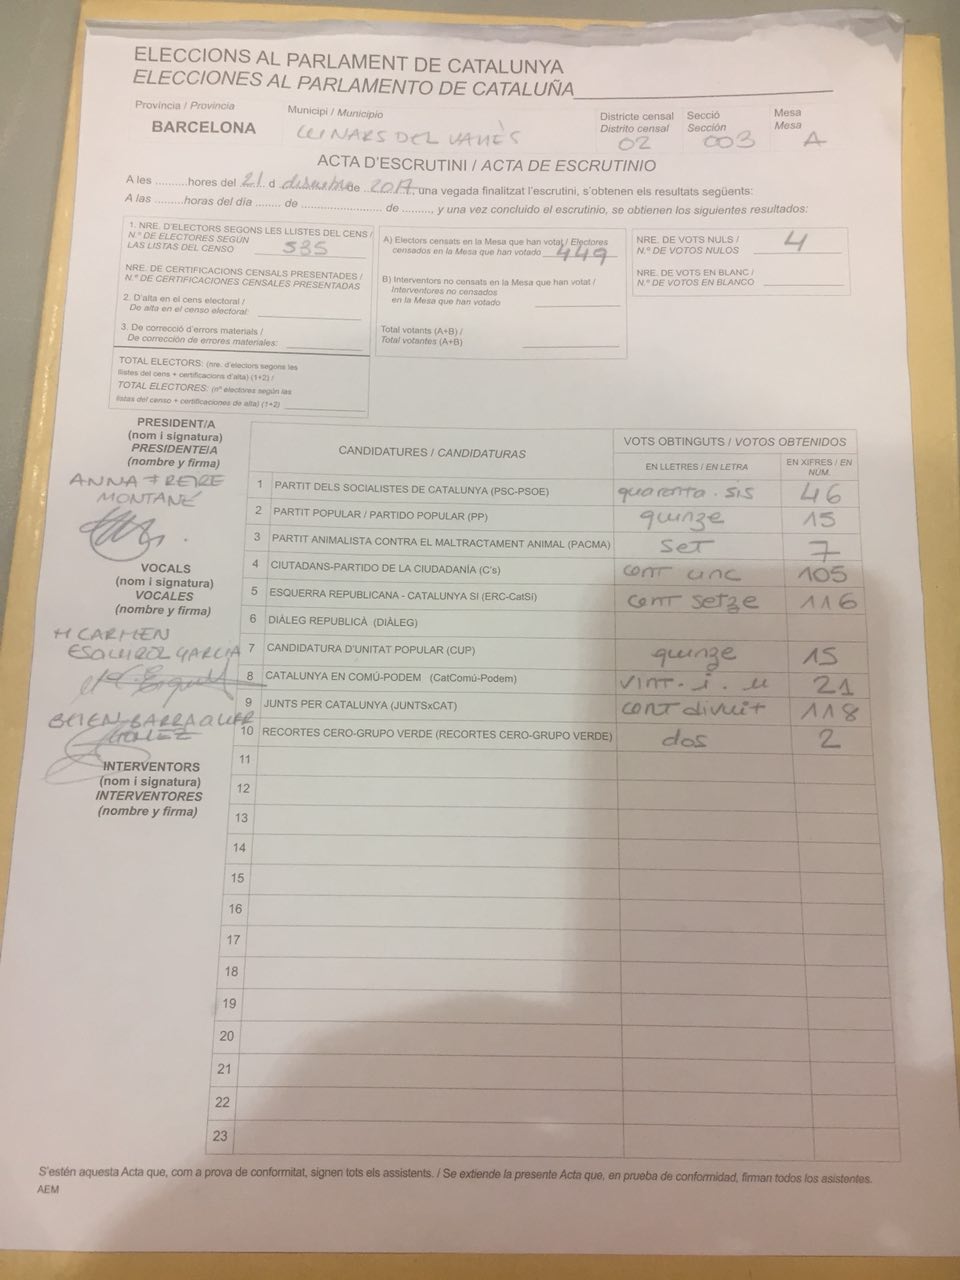 ELECCIONS AL PARLAMENT DE CATALUNYA
ELECCIONES AL PARLAMENTO DE CATALUÑA
Província / Provincia
BARCELONA
Municipi / Municipio
LLINARS DEL VALLÈS
Districte censal
Distrito censal
02
Secció
Sección
003
Mesa
Mesa
A
ACTA D'ESCRUTINI / ACTA DE ESCRUTINIO
A les .........hores del 21 d desembre de 2017, una vegada finalitzat l'escrutini, s'obtenen els resultats següents:
A las .........horas del día ........ de ........................ de ........, y una vez concluido el escrutinio, se obtienen los siguientes resultados:
1. NRE. D'ELECTORS SEGONS LES LLISTES DEL CENS /
N.º DE ELECTORES SEGÚN
LAS LISTAS DEL CENSO 535
NRE. DE CERTIFICACIONS CENSALS PRESENTADES /
N.º DE CERTIFICACIONES CENSALES PRESENTADAS
2. D'alta en el cens electoral /
De alta en el censo electoral:
3. De correcció d'errors materials /
De corrección de errores materiales:
TOTAL ELECTORS: (nre. d'electors segons les
llistes del cens + certificacions d'alta) (1+2) /
TOTAL ELECTORES: (nº electores según las
listas del censo + certificaciones de alta) (1+2)
A) Electors censats en la Mesa que han votat / Electores
censados en la Mesa que han votado 449
B) Interventors no censats en la Mesa que han votat /
Interventores no censados
en la Mesa que han votado
Total votants (A+B) /
Total votantes (A+B)
NRE. DE VOTS NULS /
N.º DE VOTOS NULOS 4
NRE. DE VOTS EN BLANC /
N.º DE VOTOS EN BLANCO
PRESIDENT/A
(nom i signatura)
PRESIDENTE/A
(nombre y firma)
ANNA FREIRE
MONTANÉ
VOCALS
(nom i signatura)
VOCALES
(nombre y firma)
M CARMEN
ESQUIROL GARCIA
BELEN BARRAQUER
GÓMEZ
INTERVENTORS
(nom i signatura)
INTERVENTORES
(nombre y firma)
CANDIDATURES / CANDIDATURAS
VOTS OBTINGUTS / VOTOS OBTENIDOS
EN LLETRES / EN LETRA
EN XIFRES / EN NÚM.
1 PARTIT DELS SOCIALISTES DE CATALUNYA (PSC-PSOE) quaranta-sis 46
2 PARTIT POPULAR / PARTIDO POPULAR (PP) quinze 15
3 PARTIT ANIMALISTA CONTRA EL MALTRACTAMENT ANIMAL (PACMA) set 7
4 CIUTADANS-PARTIDO DE LA CIUDADANÍA (C's) cent cinc 105
5 ESQUERRA REPUBLICANA - CATALUNYA SÍ (ERC-CatSí) cent setze 116
6 DIÀLEG REPUBLICÀ (DIÀLEG)
7 CANDIDATURA D'UNITAT POPULAR (CUP) quinze 15
8 CATALUNYA EN COMÚ-PODEM (CatComú-Podem) vint-i-u 21
9 JUNTS PER CATALUNYA (JUNTSxCAT) cent divuit 118
10 RECORTES CERO-GRUPO VERDE (RECORTES CERO-GRUPO VERDE) dos 2
11
12
13
14
15
16
17
18
19
20
21
22
23
S'estén aquesta Acta que, com a prova de conformitat, signen tots els assistents. / Se extiende la presente Acta que, en prueba de conformidad, firman todos los asistentes.
AEM